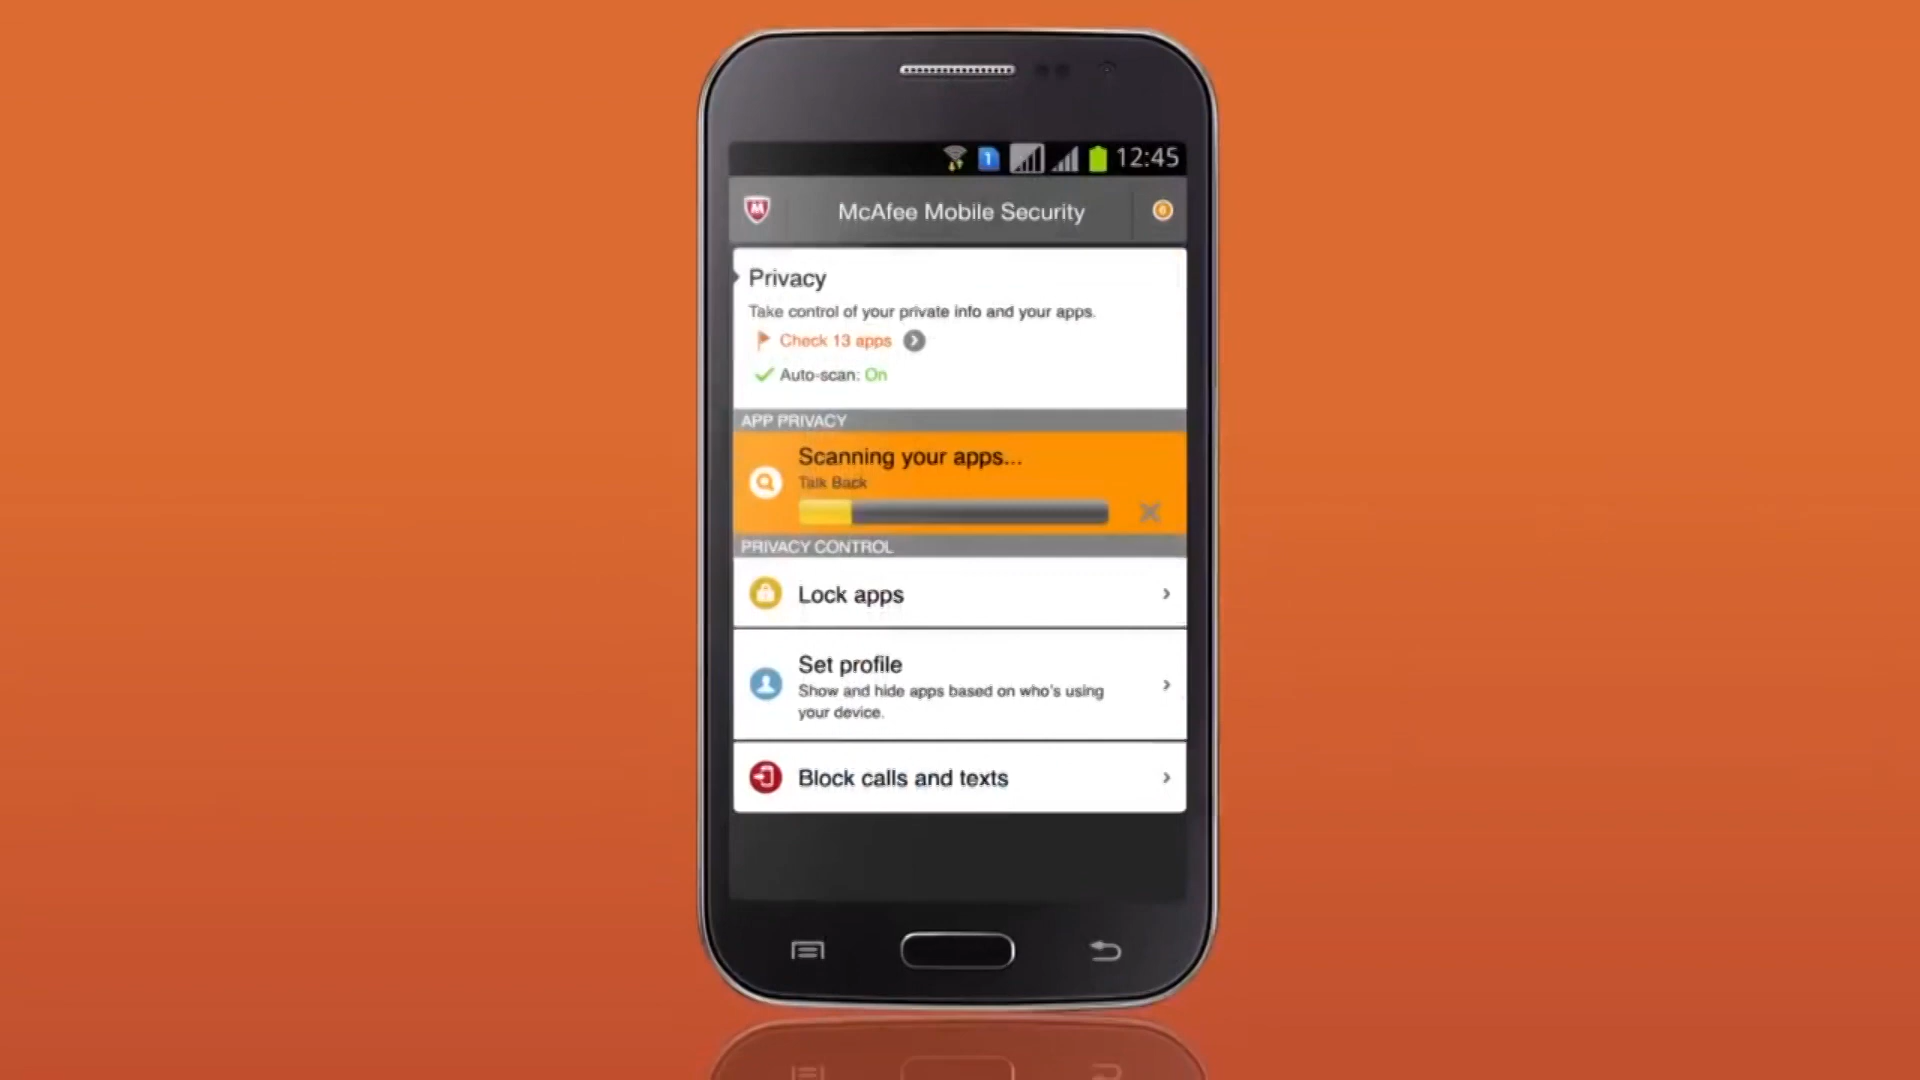 1 12:45
M McAfee Mobile Security
Privacy
Take control of your private info and your apps.
Check 13 apps
Auto-scan: On
APP PRIVACY
Scanning your apps...
Talk Back
PRIVACY CONTROL
Lock apps
Set profile
Show and hide apps based on who's using
your device.
Block calls and texts